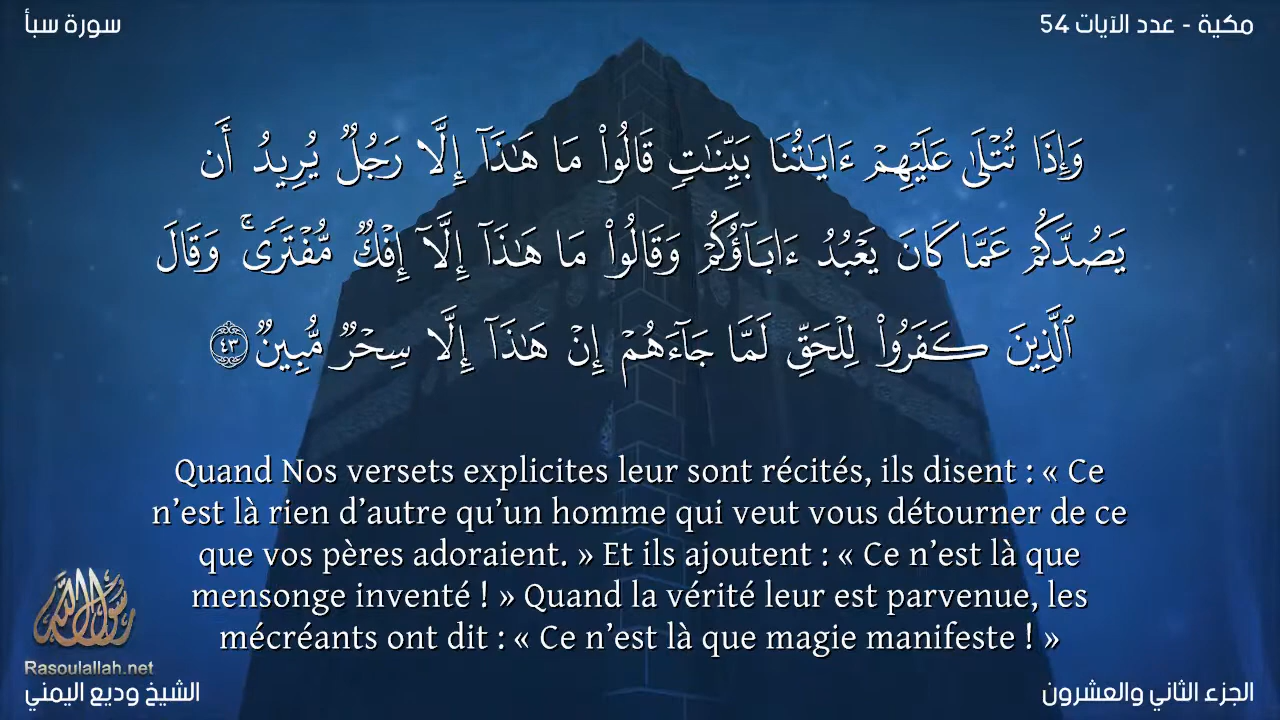 مكية - عدد الآيات 54
سورة سبأ
وَإِذَا تُتْلَىٰ عَلَيْهِمْ ءَايَـٰتُنَا بَيِّنَـٰتٍ قَالُوا۟ مَا هَـٰذَآ إِلَّا رَجُلٌ يُرِيدُ أَن
يَصُدَّكُمْ عَمَّا كَانَ يَعْبُدُ ءَابَآؤُكُمْ وَقَالُوا۟ مَا هَـٰذَآ إِلَّآ إِفْكٌ مُّفْتَرًى ۚ وَقَالَ
ٱلَّذِينَ كَفَرُوا۟ لِلْحَقِّ لَمَّا جَآءَهُمْ إِنْ هَـٰذَآ إِلَّا سِحْرٌ مُّبِينٌ ٤٣
Quand Nos versets explicites leur sont récités, ils disent : « Ce
n’est là rien d’autre qu’un homme qui veut vous détourner de ce
que vos pères adoraient. » Et ils ajoutent : « Ce n’est là que
mensonge inventé ! » Quand la vérité leur est parvenue, les
mécréants ont dit : « Ce n’est là que magie manifeste ! »
رسول الله
Rasoulallah.net
الجزء الثاني والعشرون
الشيخ وديع اليمني